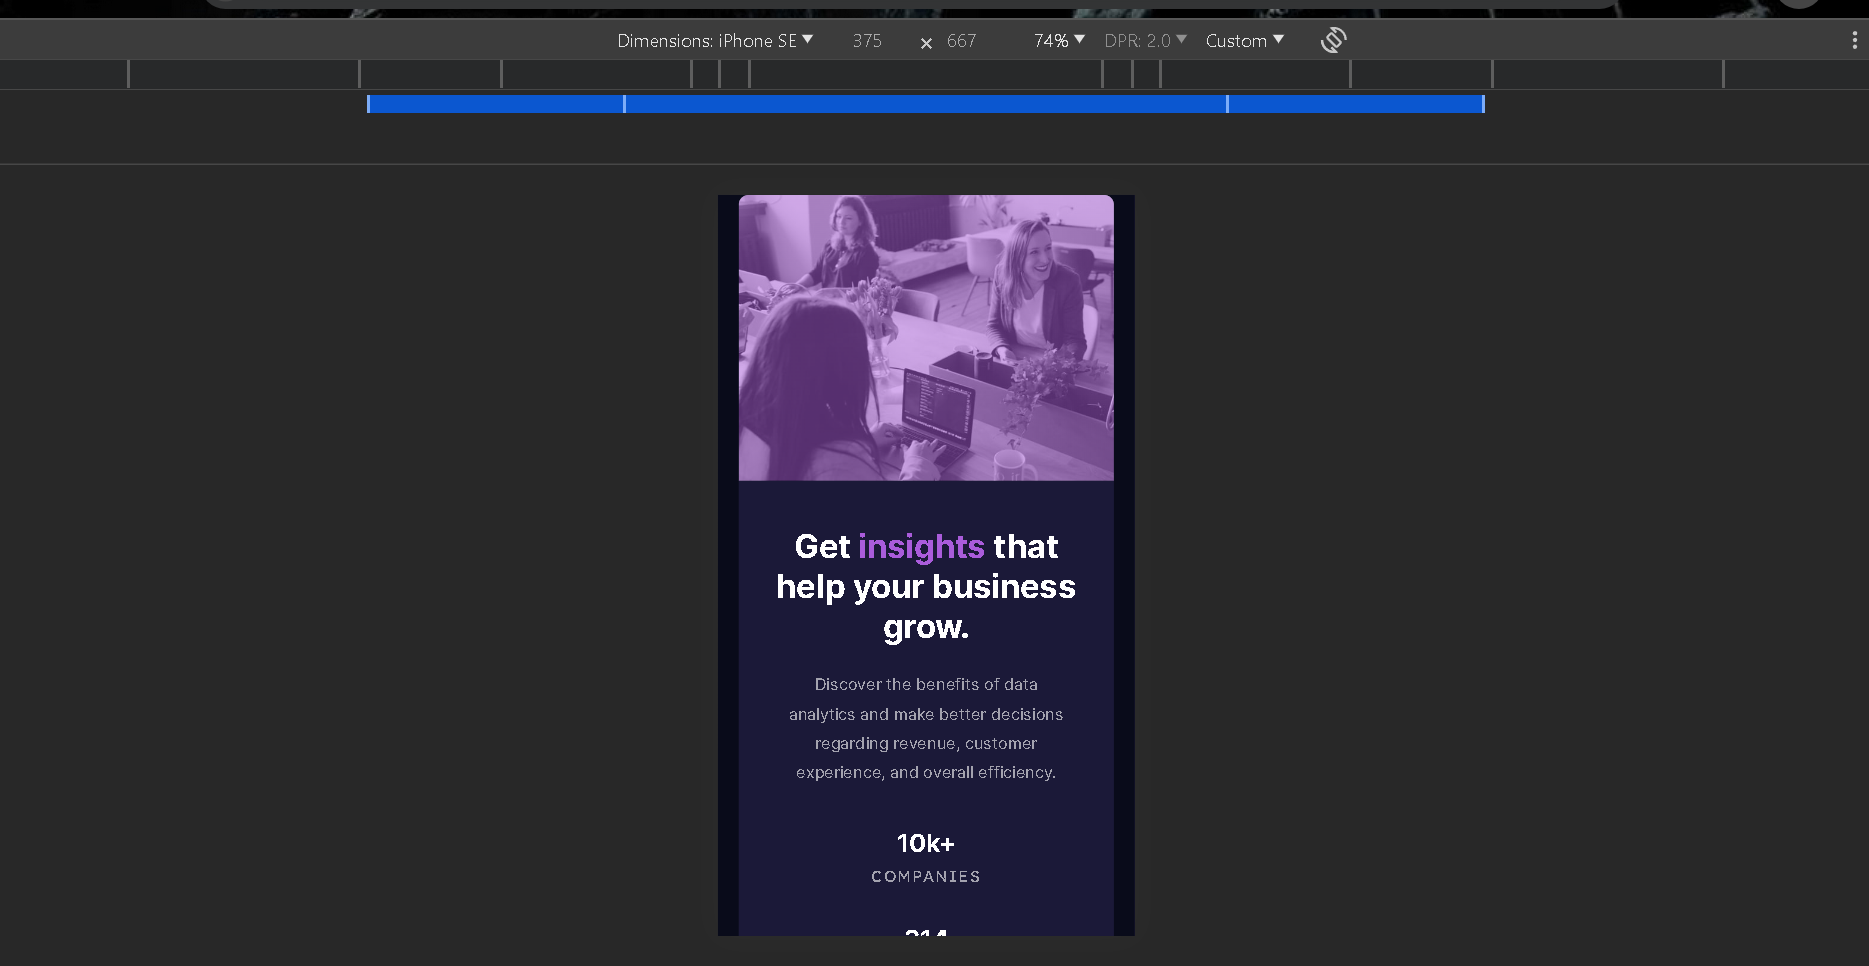 Dimensions: iPhone SE 375 × 667 74% DPR: 2.0 Custom
Get insights that
help your business
grow.
Discover the benefits of data
analytics and make better decisions
regarding revenue, customer
experience, and overall efficiency.
10k+
COMPANIES
314